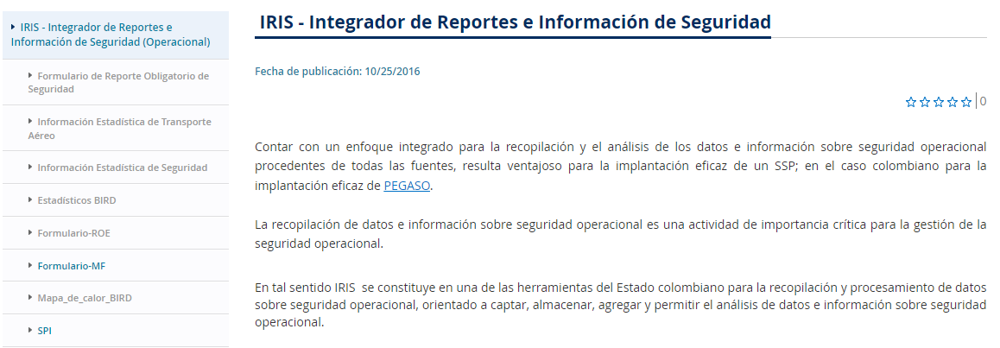 IRIS - Integrador de Reportes e
Información de Seguridad (Operacional)
Formulario de Reporte Obligatorio de
Seguridad
Información Estadística de Transporte
Aéreo
Información Estadística de Seguridad
Estadísticos BIRD
Formulario-ROE
Formulario-MF
Mapa_de_calor_BIRD
SPI
IRIS - Integrador de Reportes e Información de Seguridad
Fecha de publicación: 10/25/2016
0
Contar con un enfoque integrado para la recopilación y el análisis de los datos e información sobre seguridad operacional
procedentes de todas las fuentes, resulta ventajoso para la implantación eficaz de un SSP; en el caso colombiano para la
implantación eficaz de PEGASO.
La recopilación de datos e información sobre seguridad operacional es una actividad de importancia crítica para la gestión de la
seguridad operacional.
En tal sentido IRIS se constituye en una de las herramientas del Estado colombiano para la recopilación y procesamiento de datos
sobre seguridad operacional, orientado a captar, almacenar, agregar y permitir el análisis de datos e información sobre seguridad
operacional.